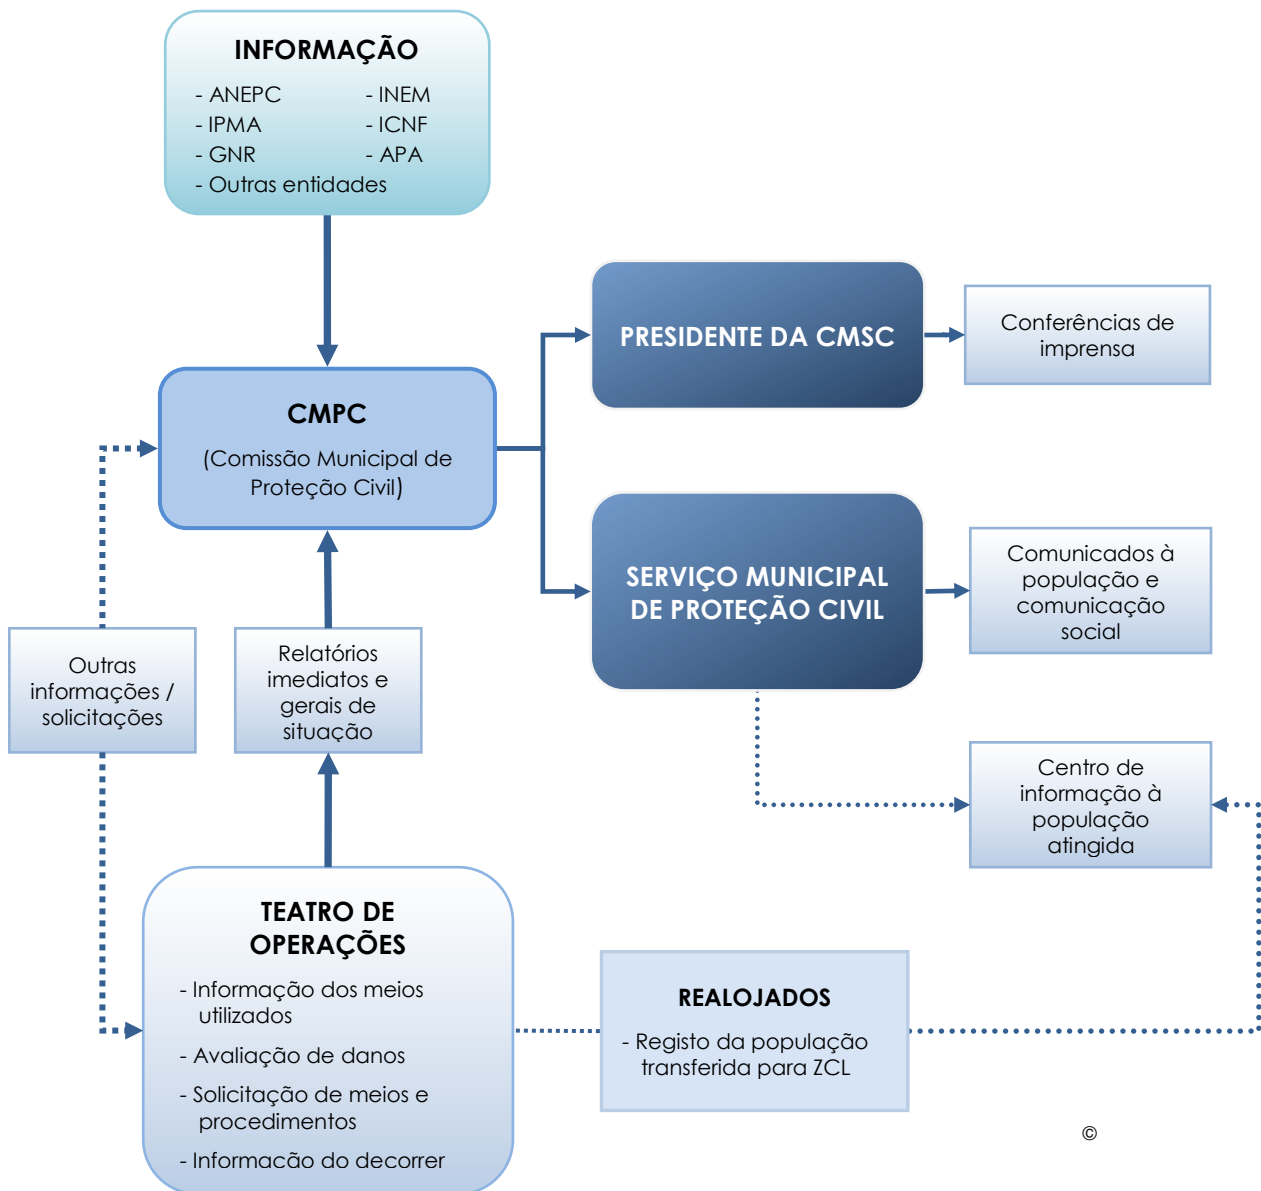 INFORMAÇÃO
- ANEPC
- INEM
- IPMA
- ICNF
- GNR
- APA
- Outras entidades
PRESIDENTE DA CMSC
Conferências de
imprensa
CMPC
(Comissão Municipal de
Proteção Civil)
SERVIÇO MUNICIPAL
DE PROTEÇÃO CIVIL
Comunicados à
população e
comunicação
social
Outras
informações /
solicitações
Relatórios
imediatos e
gerais de
situação
Centro de
informação à
população
atingida
TEATRO DE
OPERAÇÕES
- Informação dos meios
utilizados
- Avaliação de danos
- Solicitação de meios e
procedimentos
- Informacão do decorrer
REALOJADOS
- Registo da população
transferida para ZCL
©